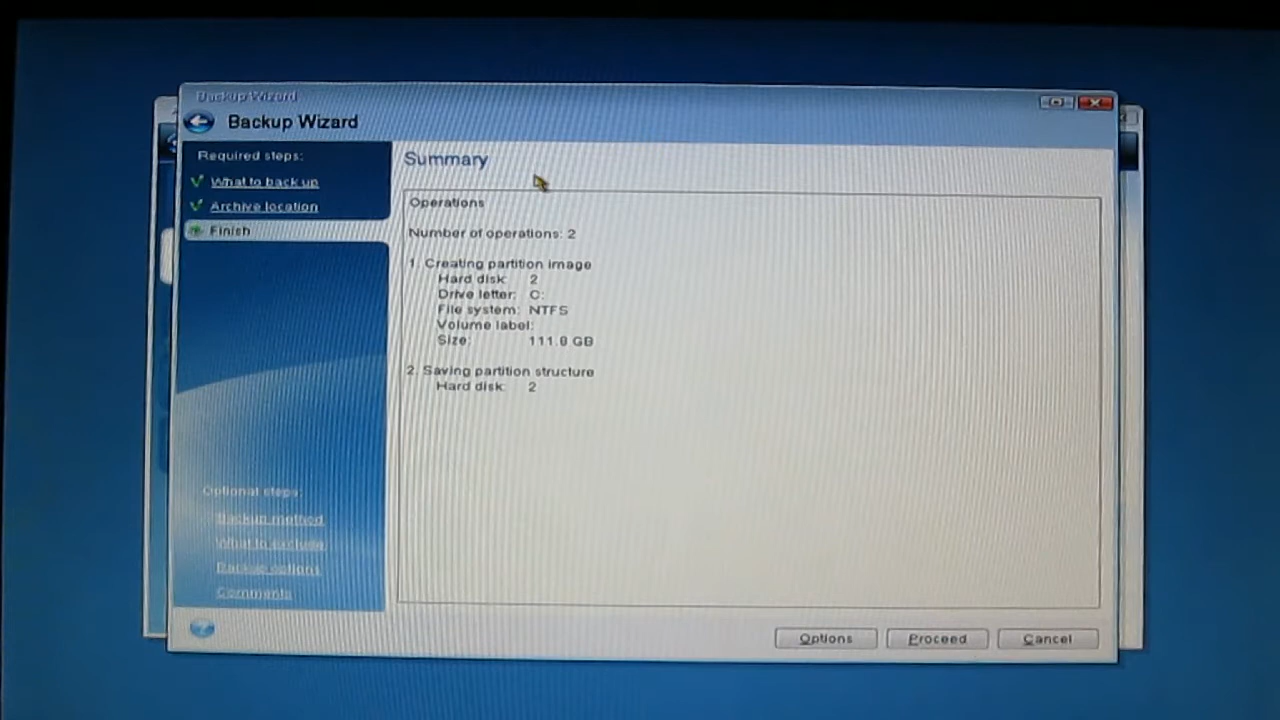 Backup Wizard
Backup Wizard
Required steps:
What to back up
Archive location
Finish
Summary
Operations
Number of operations: 2
1. Creating partition image
Hard disk: 2
Drive letter: C:
File system: NTFS
Volume label:
Size: 111.8 GB
2. Saving partition structure
Hard disk: 2
Optional steps:
Backup method
What to exclude
Backup options
Comments
Options
Proceed
Cancel